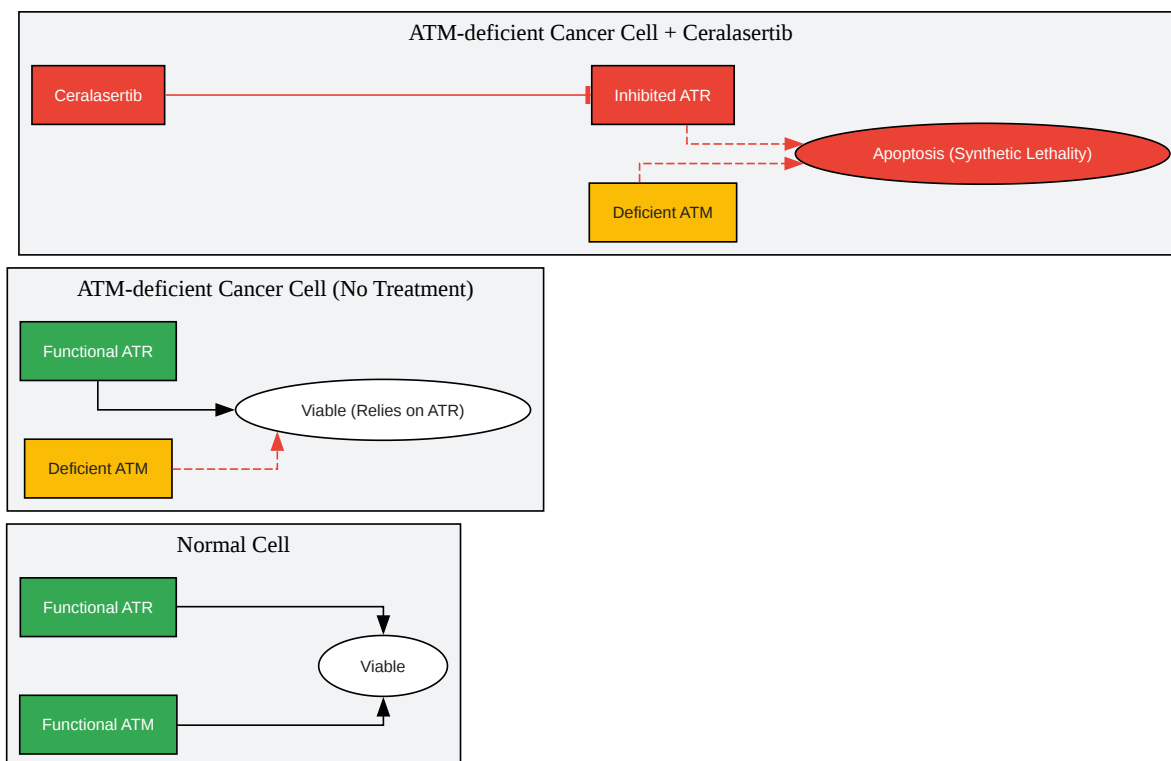 ATM-deficient Cancer Cell + Ceralasertib
Ceralasertib
Inhibited ATR
Apoptosis (Synthetic Lethality)
Deficient ATM
ATM-deficient Cancer Cell (No Treatment)
Functional ATR
Viable (Relies on ATR)
Deficient ATM
Normal Cell
Functional ATR
Viable
Functional ATM